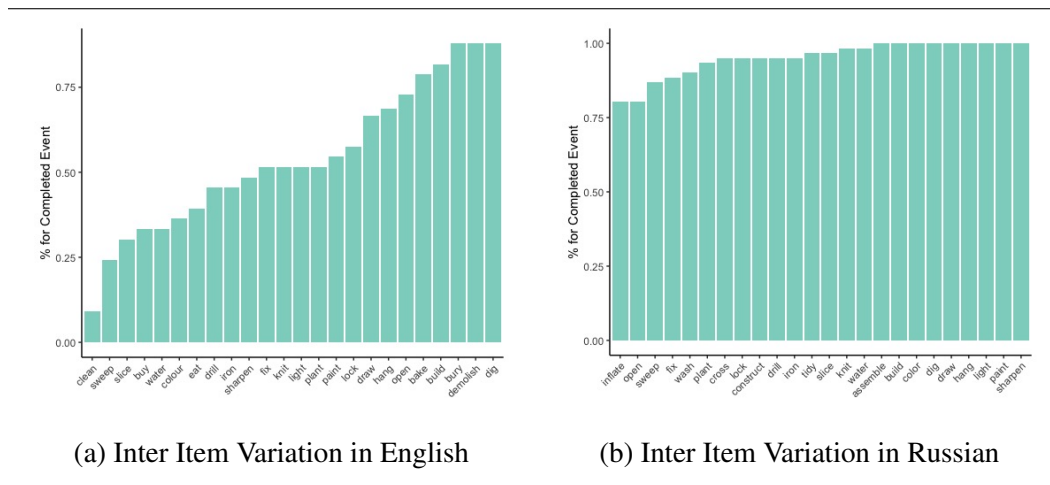 % for Completed Event
0.75
0.50
0.25
0.00
clean sweep slice buy water colour eat drill iron sharpen fix knit light plant paint lock draw hang open bake build bury demolish dig
(a) Inter Item Variation in English
% for Completed Event
1.00
0.75
0.50
0.25
0.00
inflate open sweep fix wash plant cross lock construct drill iron tidy slice knit water assemble build color dig draw hang light paint sharpen
(b) Inter Item Variation in Russian